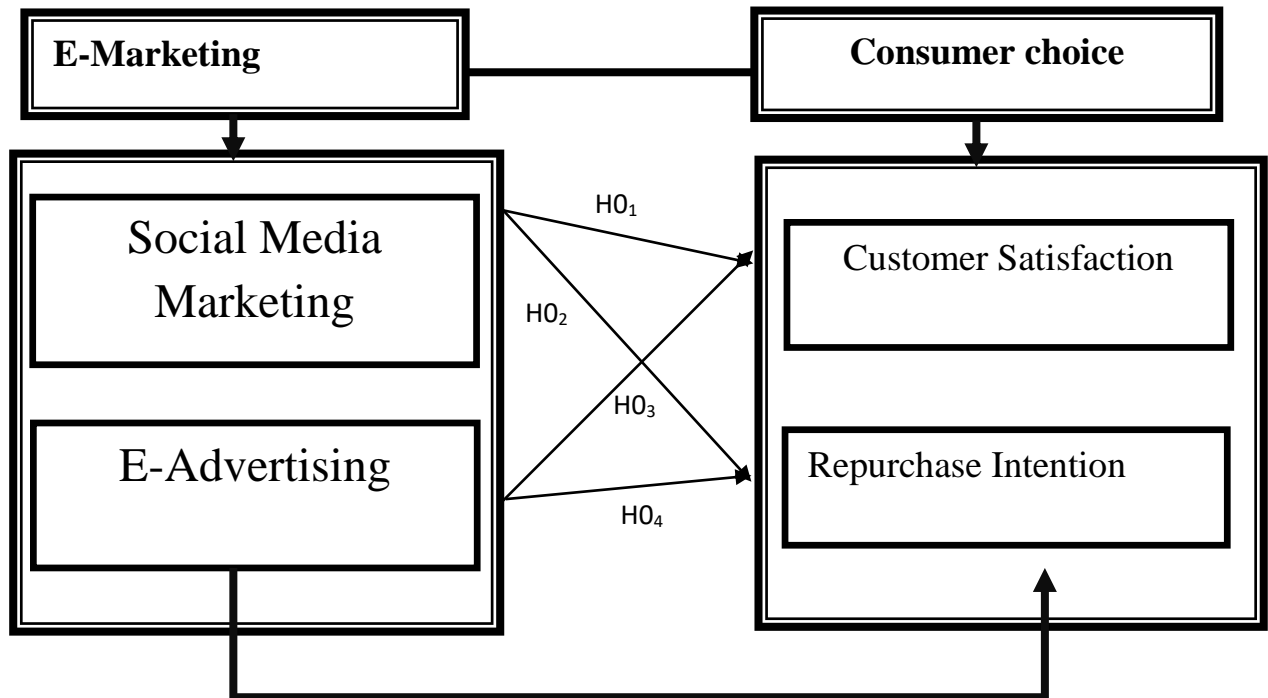 E-Marketing
Consumer choice
Social Media
Marketing
E-Advertising
H0₁
H0₂
H0₃
H0₄
Customer Satisfaction
Repurchase Intention